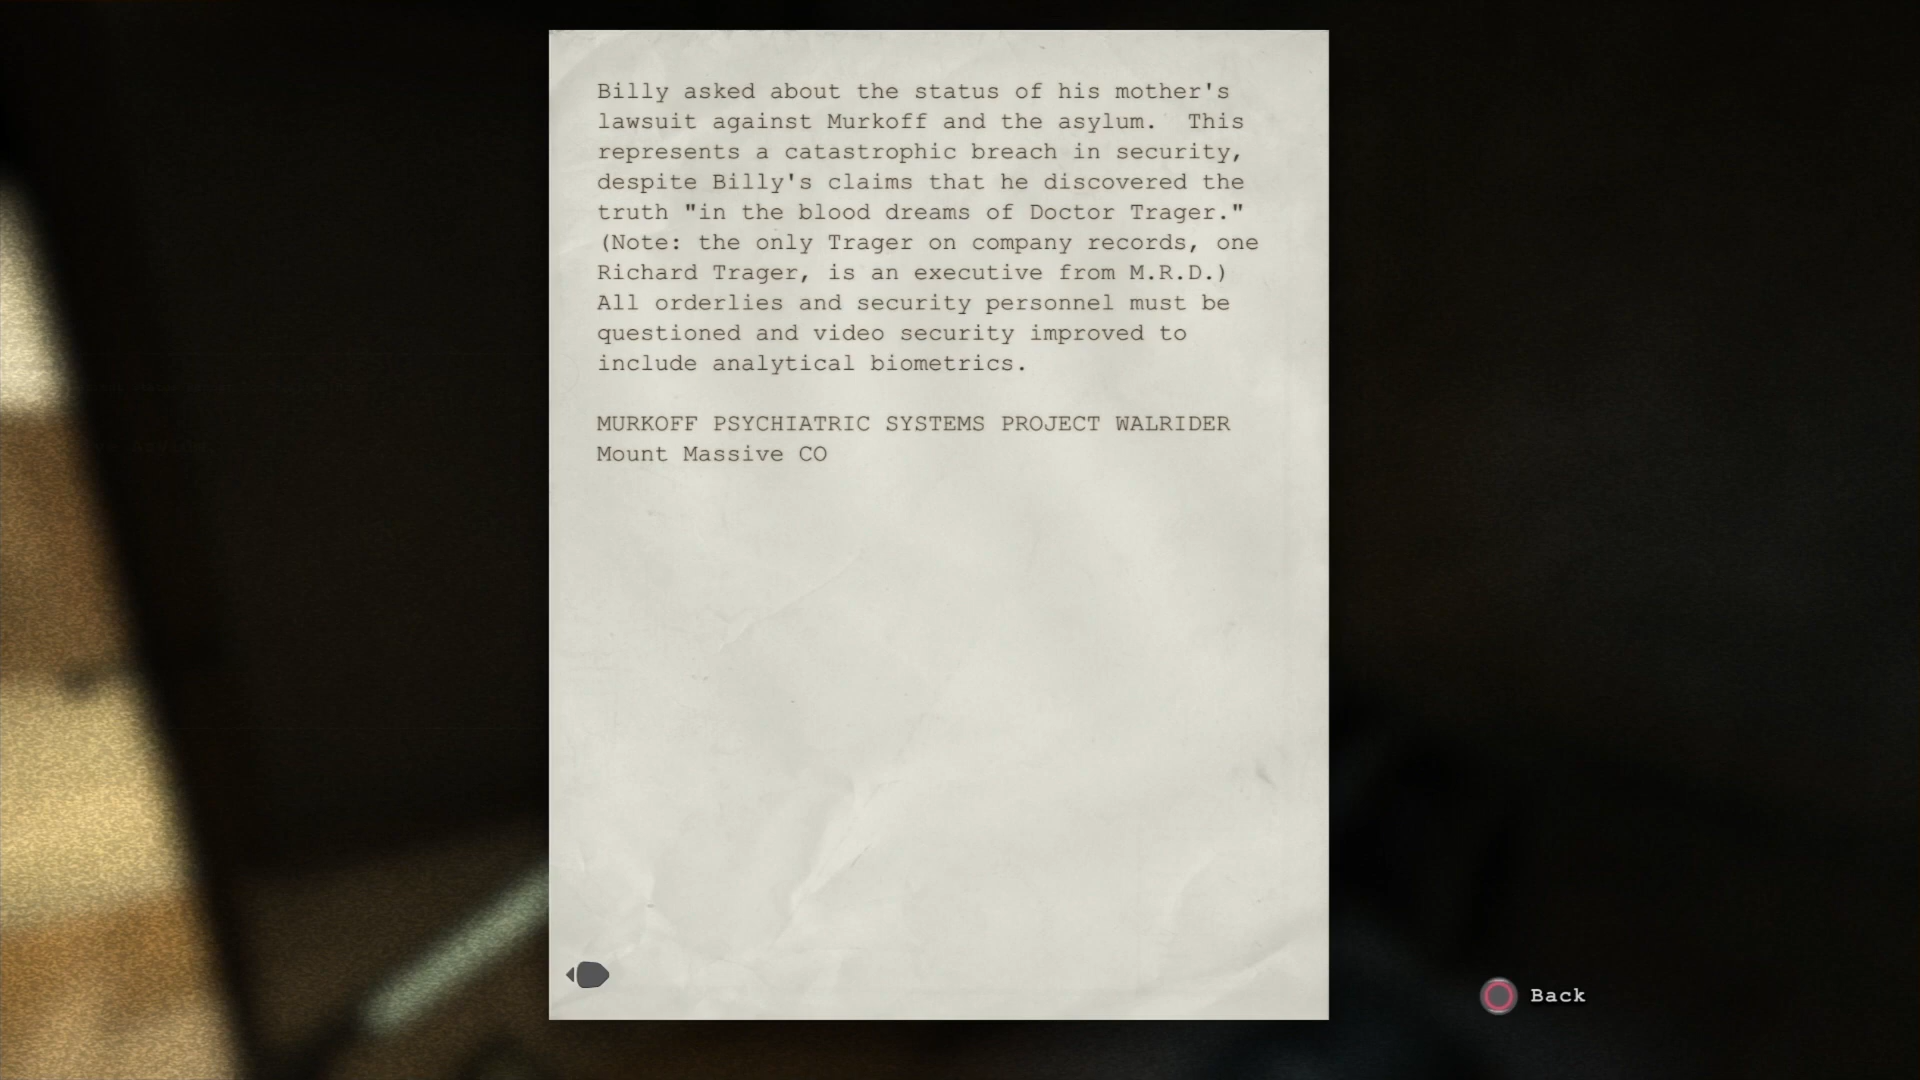 Billy asked about the status of his mother's
lawsuit against Murkoff and the asylum.  This
represents a catastrophic breach in security,
despite Billy's claims that he discovered the
truth "in the blood dreams of Doctor Trager."
(Note: the only Trager on company records, one
Richard Trager, is an executive from M.R.D.)
All orderlies and security personnel must be
questioned and video security improved to
include analytical biometrics.

MURKOFF PSYCHIATRIC SYSTEMS PROJECT WALRIDER
Mount Massive CO
Back